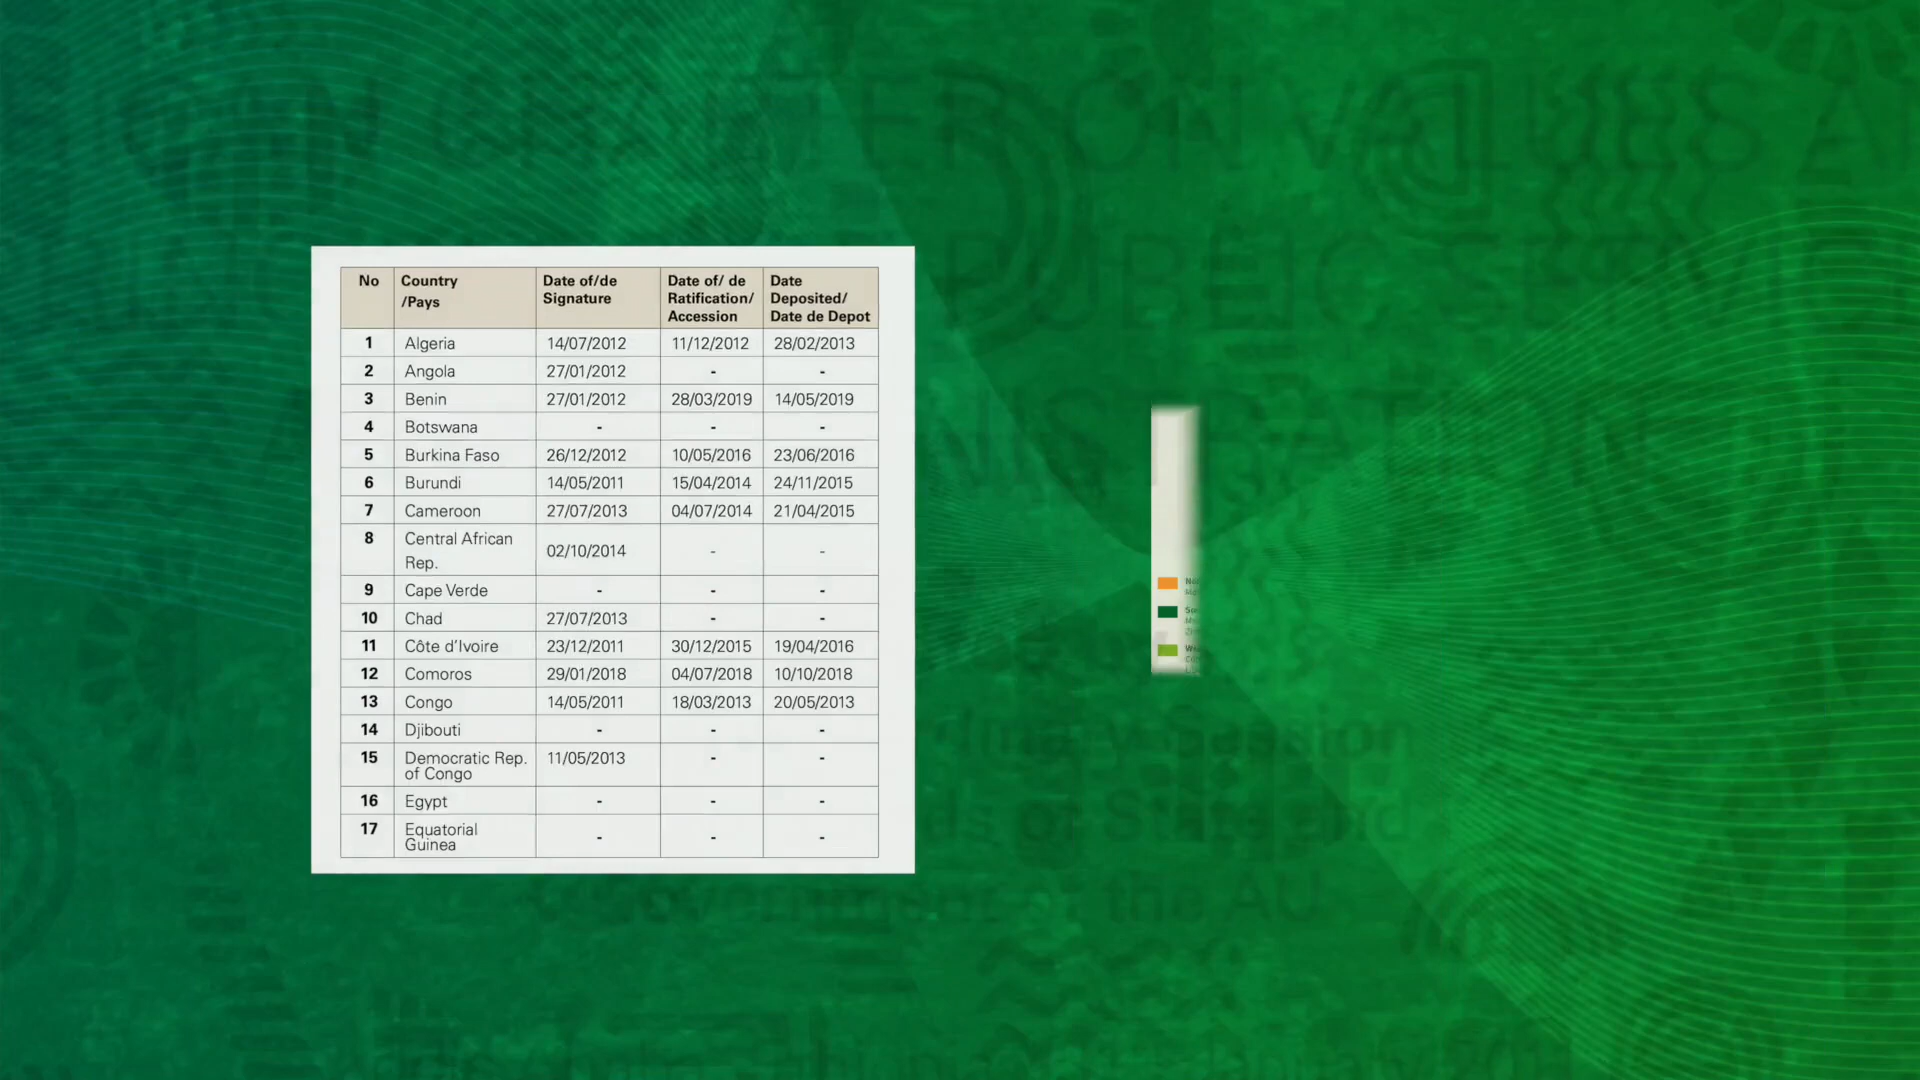 No Country /Pays Date of/de Signature Date of/ de Ratification/ Accession Date Deposited/ Date de Depot
1 Algeria 14/07/2012 11/12/2012 28/02/2013
2 Angola 27/01/2012 - -
3 Benin 27/01/2012 28/03/2019 14/05/2019
4 Botswana - - -
5 Burkina Faso 26/12/2012 10/05/2016 23/06/2016
6 Burundi 14/05/2011 15/04/2014 24/11/2015
7 Cameroon 27/07/2013 04/07/2014 21/04/2015
8 Central African Rep. 02/10/2014 - -
9 Cape Verde - - -
10 Chad 27/07/2013 - -
11 Côte d'Ivoire 23/12/2011 30/12/2015 19/04/2016
12 Comoros 29/01/2018 04/07/2018 10/10/2018
13 Congo 14/05/2011 18/03/2013 20/05/2013
14 Djibouti - - -
15 Democratic Rep. of Congo 11/05/2013 - -
16 Egypt - - -
17 Equatorial Guinea - - -